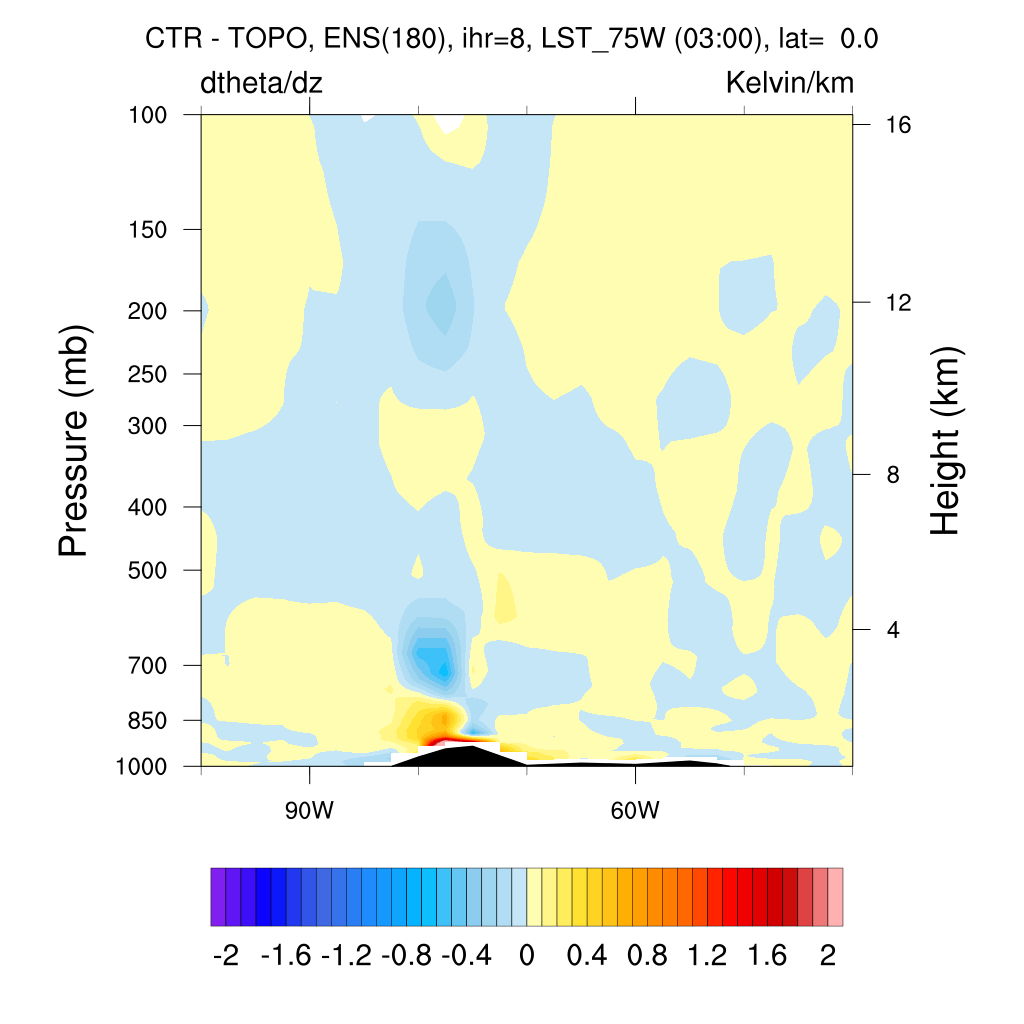 CTR - TOPO, ENS(180), ihr=8, LST_75W (03:00), lat=  0.0
dtheta/dz Kelvin/km
100
150
200
250
300
400
500
700
850
1000
Pressure (mb)
16
12
8
4
Height (km)
90W 60W
-2 -1.6 -1.2 -0.8 -0.4 0 0.4 0.8 1.2 1.6 2